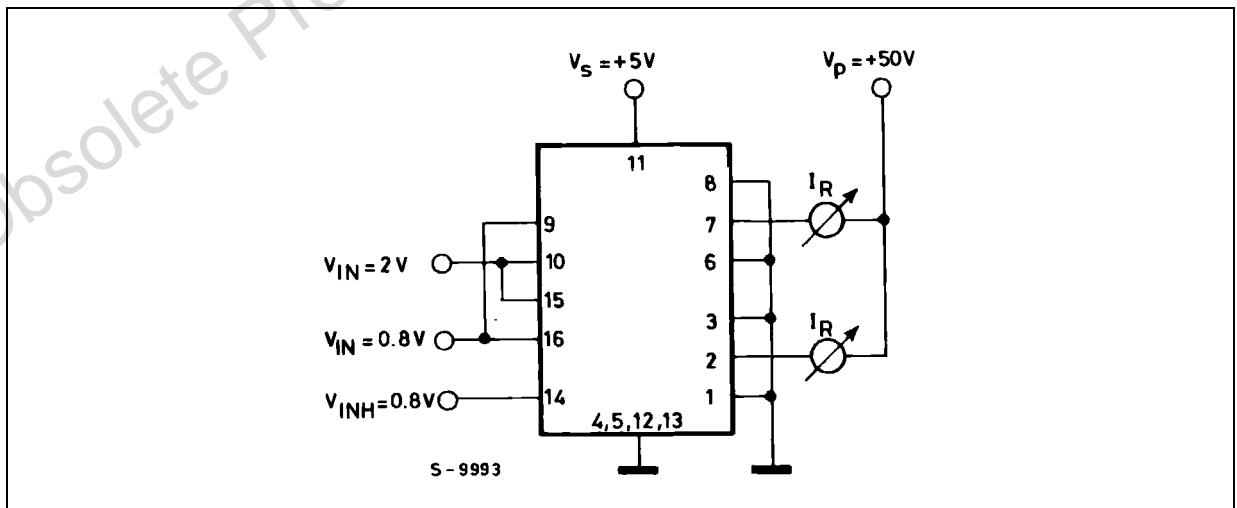 Obsolete Pro
V_S = +5V
V_p = +50V
11
8
I_R
7
9
V_IN = 2 V
10
6
15
3
I_R
V_IN = 0.8V
16
2
V_INH = 0.8V
14
1
4,5,12,13
S-9993